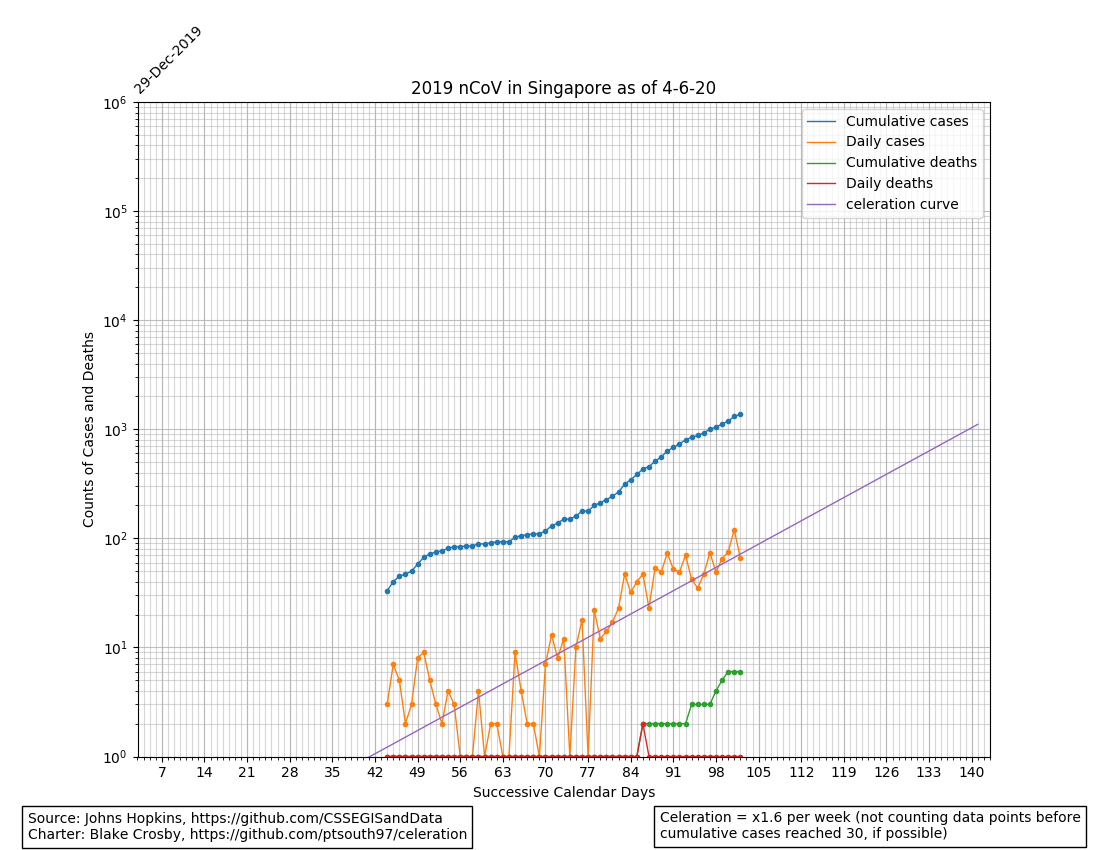 29-Dec-2019
2019 nCoV in Singapore as of 4-6-20
Cumulative cases
Daily cases
Cumulative deaths
Daily deaths
celeration curve
10^6
10^5
10^4
10^3
10^2
10^1
10^0
Counts of Cases and Deaths
7 14 21 28 35 42 49 56 63 70 77 84 91 98 105 112 119 126 133 140
Successive Calendar Days
Source: Johns Hopkins, https://github.com/CSSEGISandData
Charter: Blake Crosby, https://github.com/ptsouth97/celeration
Celeration = x1.6 per week (not counting data points before
cumulative cases reached 30, if possible)